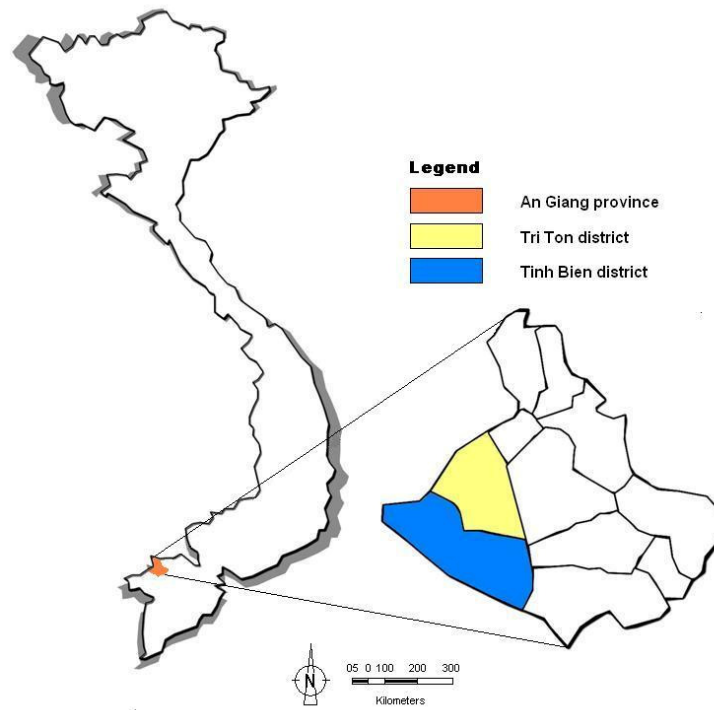 Legend
An Giang province
Tri Ton district
Tinh Bien district
N
05 0 100 200 300
Kilometers